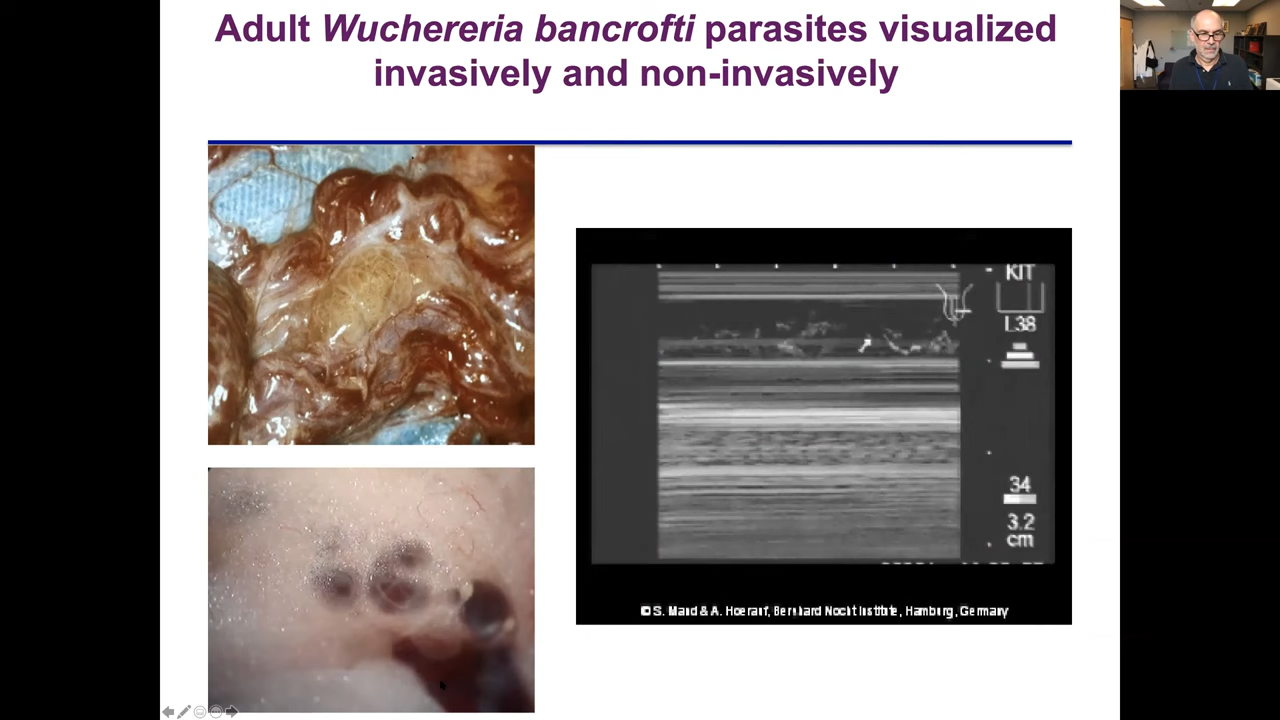 Adult Wuchereria bancrofti parasites visualized
invasively and non-invasively
KIT
L38
34
3.2
cm
© S. Mand & A. Hoerauf, Bernhard Nocht Institute, Hamburg, Germany